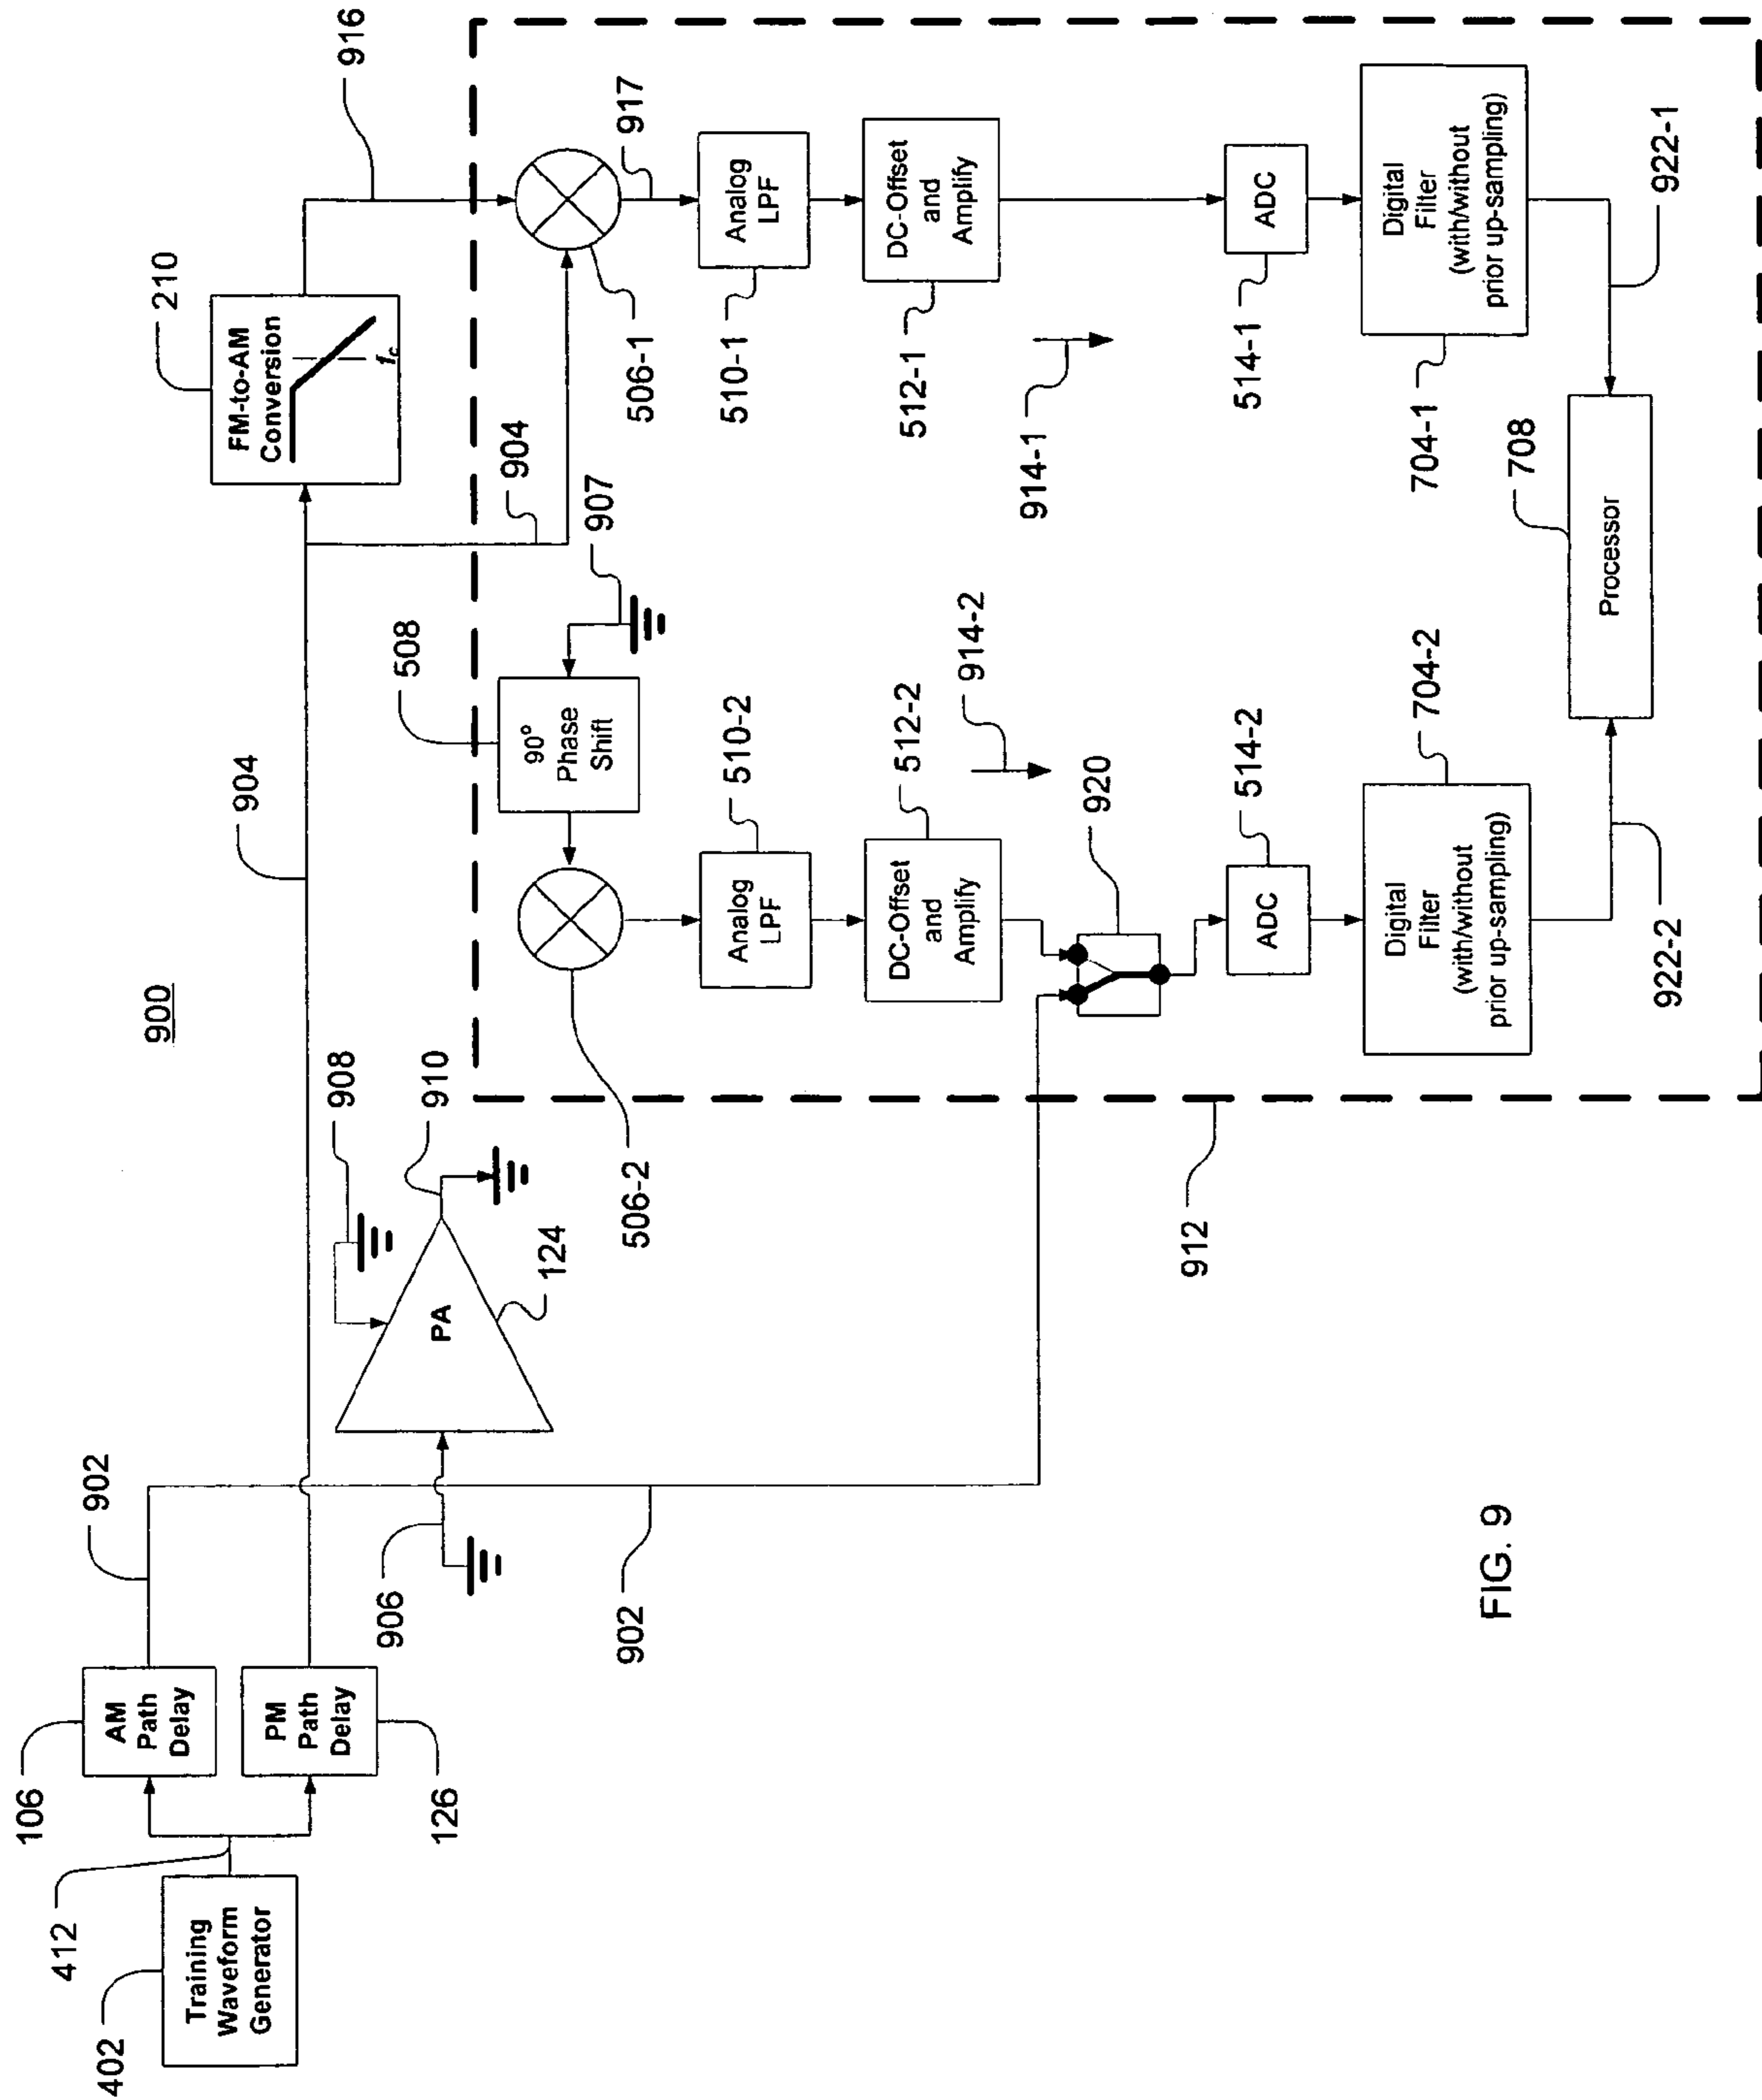 900
402
Training
Waveform
Generator
412
106
AM
Path
Delay
PM
Path
Delay
126
902
902
904
904
906
908
910
PA
124
210
FM-to-AM
Conversion
fc
916
508
90°
Phase
Shift
907
506-1
917
506-2
Analog
LPF
510-1
Analog
LPF
510-2
DC-Offset
and
Amplify
512-1
DC-Offset
and
Amplify
512-2
914-1
914-2
920
912
ADC
514-1
ADC
514-2
Digital
Filter
(with/without
prior up-sampling)
704-1
Digital
Filter
(with/without
prior up-sampling)
704-2
922-1
922-2
Processor
708
FIG. 9